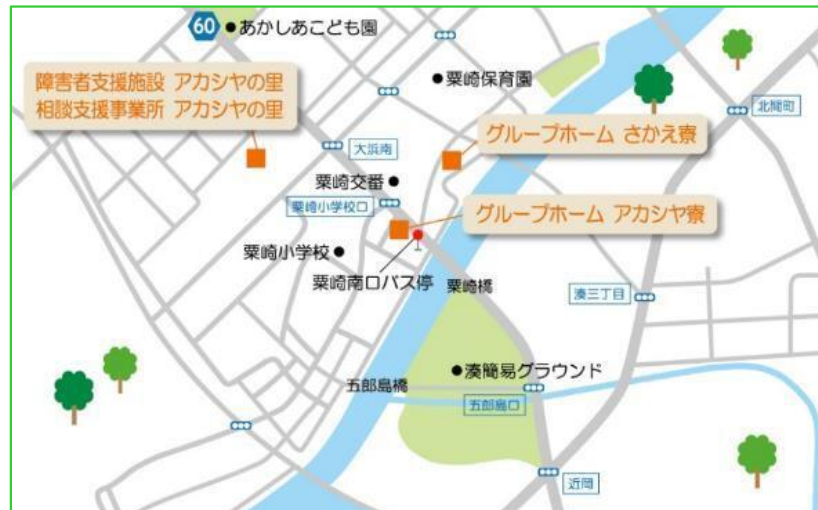 60
あかしあこども園
障害者支援施設 アカシヤの里
相談支援事業所 アカシヤの里
粟崎保育園
北間町
大浜南
グループホーム さかえ寮
粟崎交番
粟崎小学校口
グループホーム アカシヤ寮
粟崎小学校
粟崎南口バス停
粟崎橋
湊三丁目
湊簡易グラウンド
五郎島橋
五郎島口
近岡